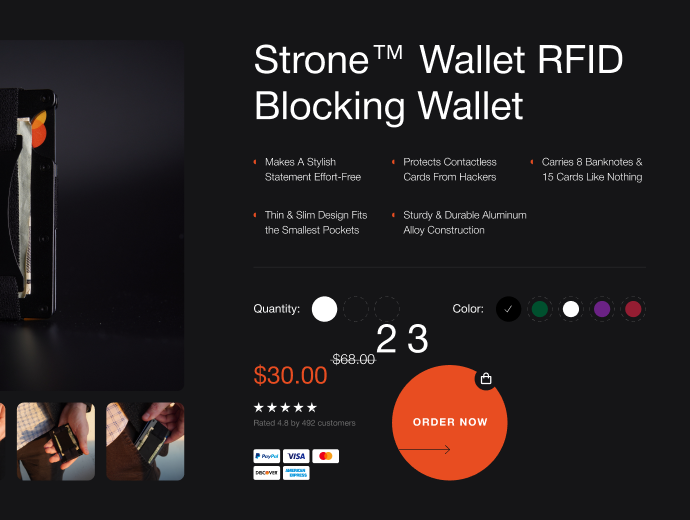 Strone™ Wallet RFID
Blocking Wallet
Makes A Stylish
Statement Effort-Free
Protects Contactless
Cards From Hackers
Carries 8 Banknotes &
15 Cards Like Nothing
Thin & Slim Design Fits
the Smallest Pockets
Sturdy & Durable Aluminum
Alloy Construction
Quantity:
Color:
2 3
$30.00
$68.00
Rated 4.8 by 492 customers
ORDER NOW
PayPal VISA MasterCard
DISCOVER AMERICAN EXPRESS